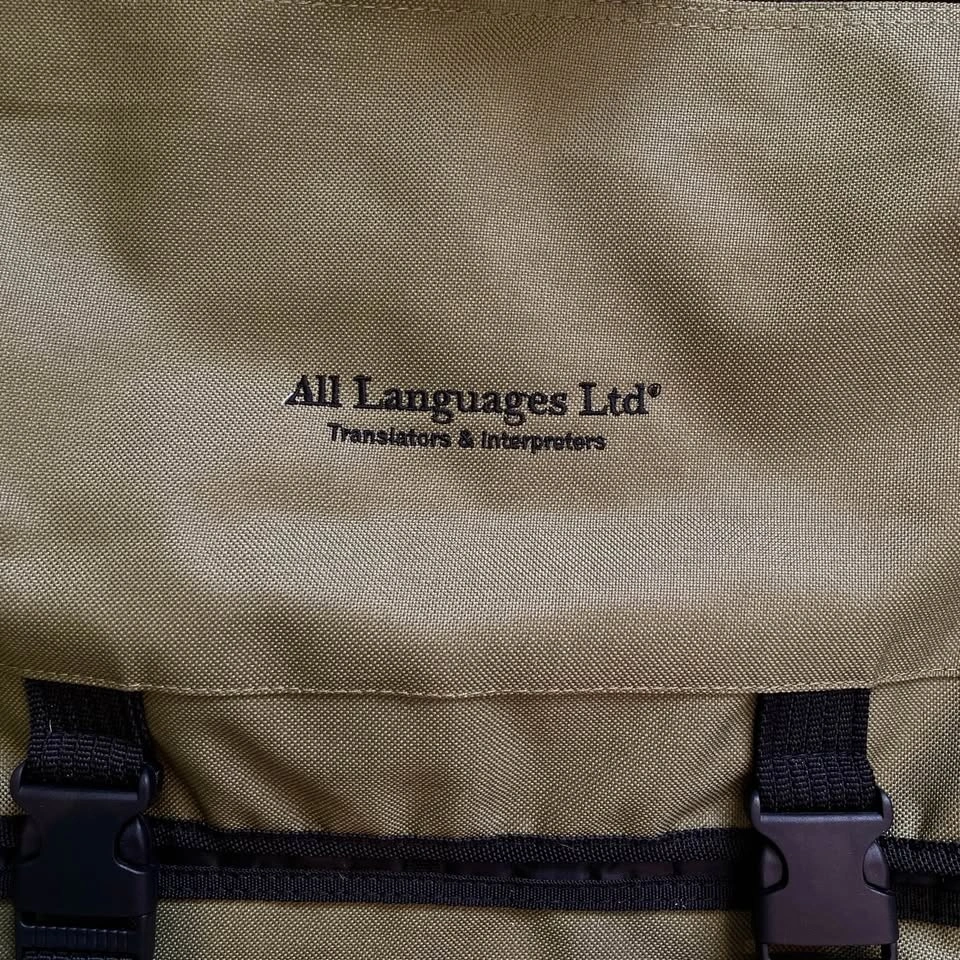 All Languages Ltd®
Translators & Interpreters